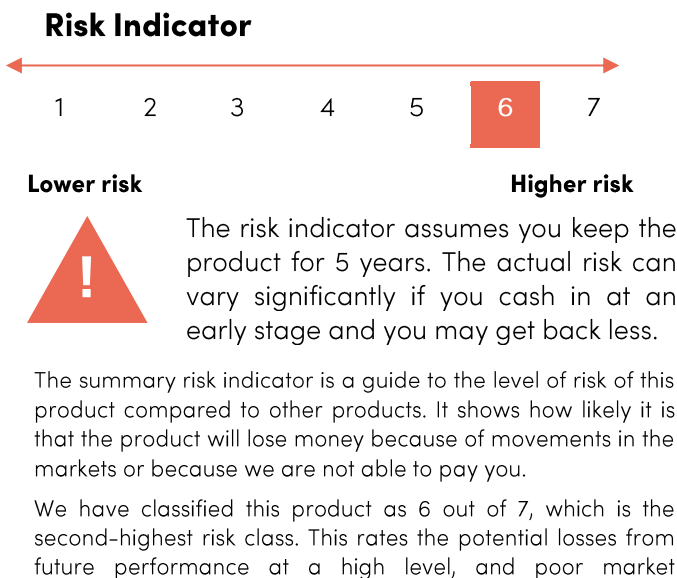 Risk Indicator
1 2 3 4 5 6 7
Lower risk Higher risk
!
The risk indicator assumes you keep the
product for 5 years. The actual risk can
vary significantly if you cash in at an
early stage and you may get back less.
The summary risk indicator is a guide to the level of risk of this
product compared to other products. It shows how likely it is
that the product will lose money because of movements in the
markets or because we are not able to pay you.
We have classified this product as 6 out of 7, which is the
second-highest risk class. This rates the potential losses from
future performance at a high level, and poor market